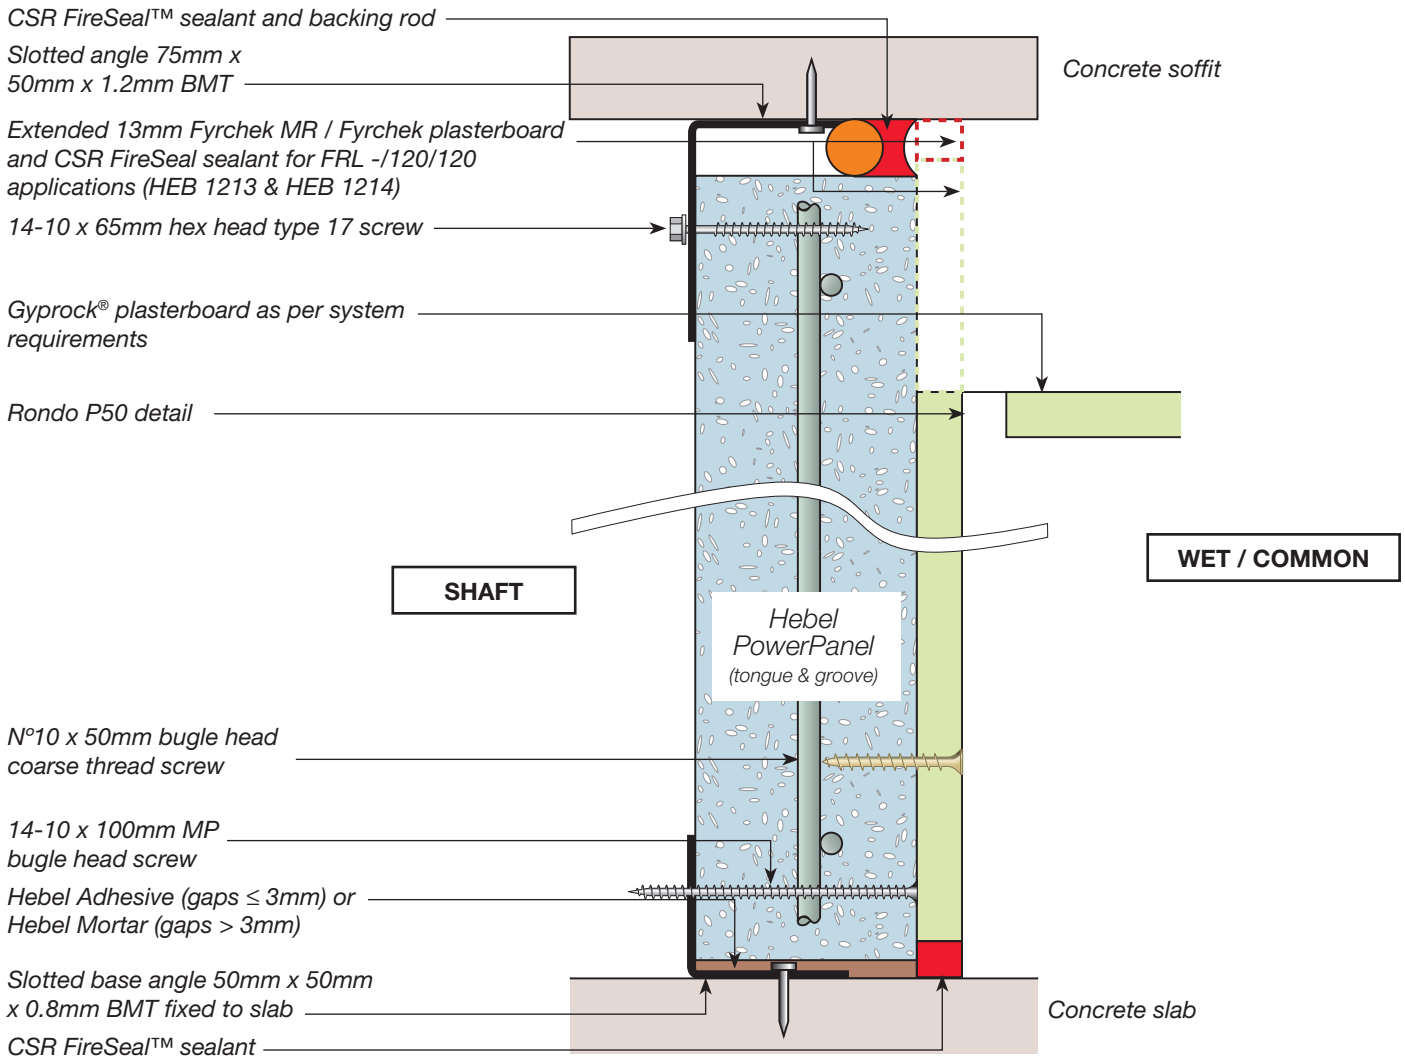 CSR FireSeal™ sealant and backing rod
Slotted angle 75mm x
50mm x 1.2mm BMT
Concrete soffit
Extended 13mm Fyrchek MR / Fyrchek plasterboard
and CSR FireSeal sealant for FRL -/120/120
applications (HEB 1213 & HEB 1214)
14-10 x 65mm hex head type 17 screw
Gyprock® plasterboard as per system
requirements
Rondo P50 detail
SHAFT
WET / COMMON
Hebel
PowerPanel
(tongue & groove)
Nº10 x 50mm bugle head
coarse thread screw
14-10 x 100mm MP
bugle head screw
Hebel Adhesive (gaps ≤ 3mm) or
Hebel Mortar (gaps > 3mm)
Slotted base angle 50mm x 50mm
x 0.8mm BMT fixed to slab
Concrete slab
CSR FireSeal™ sealant